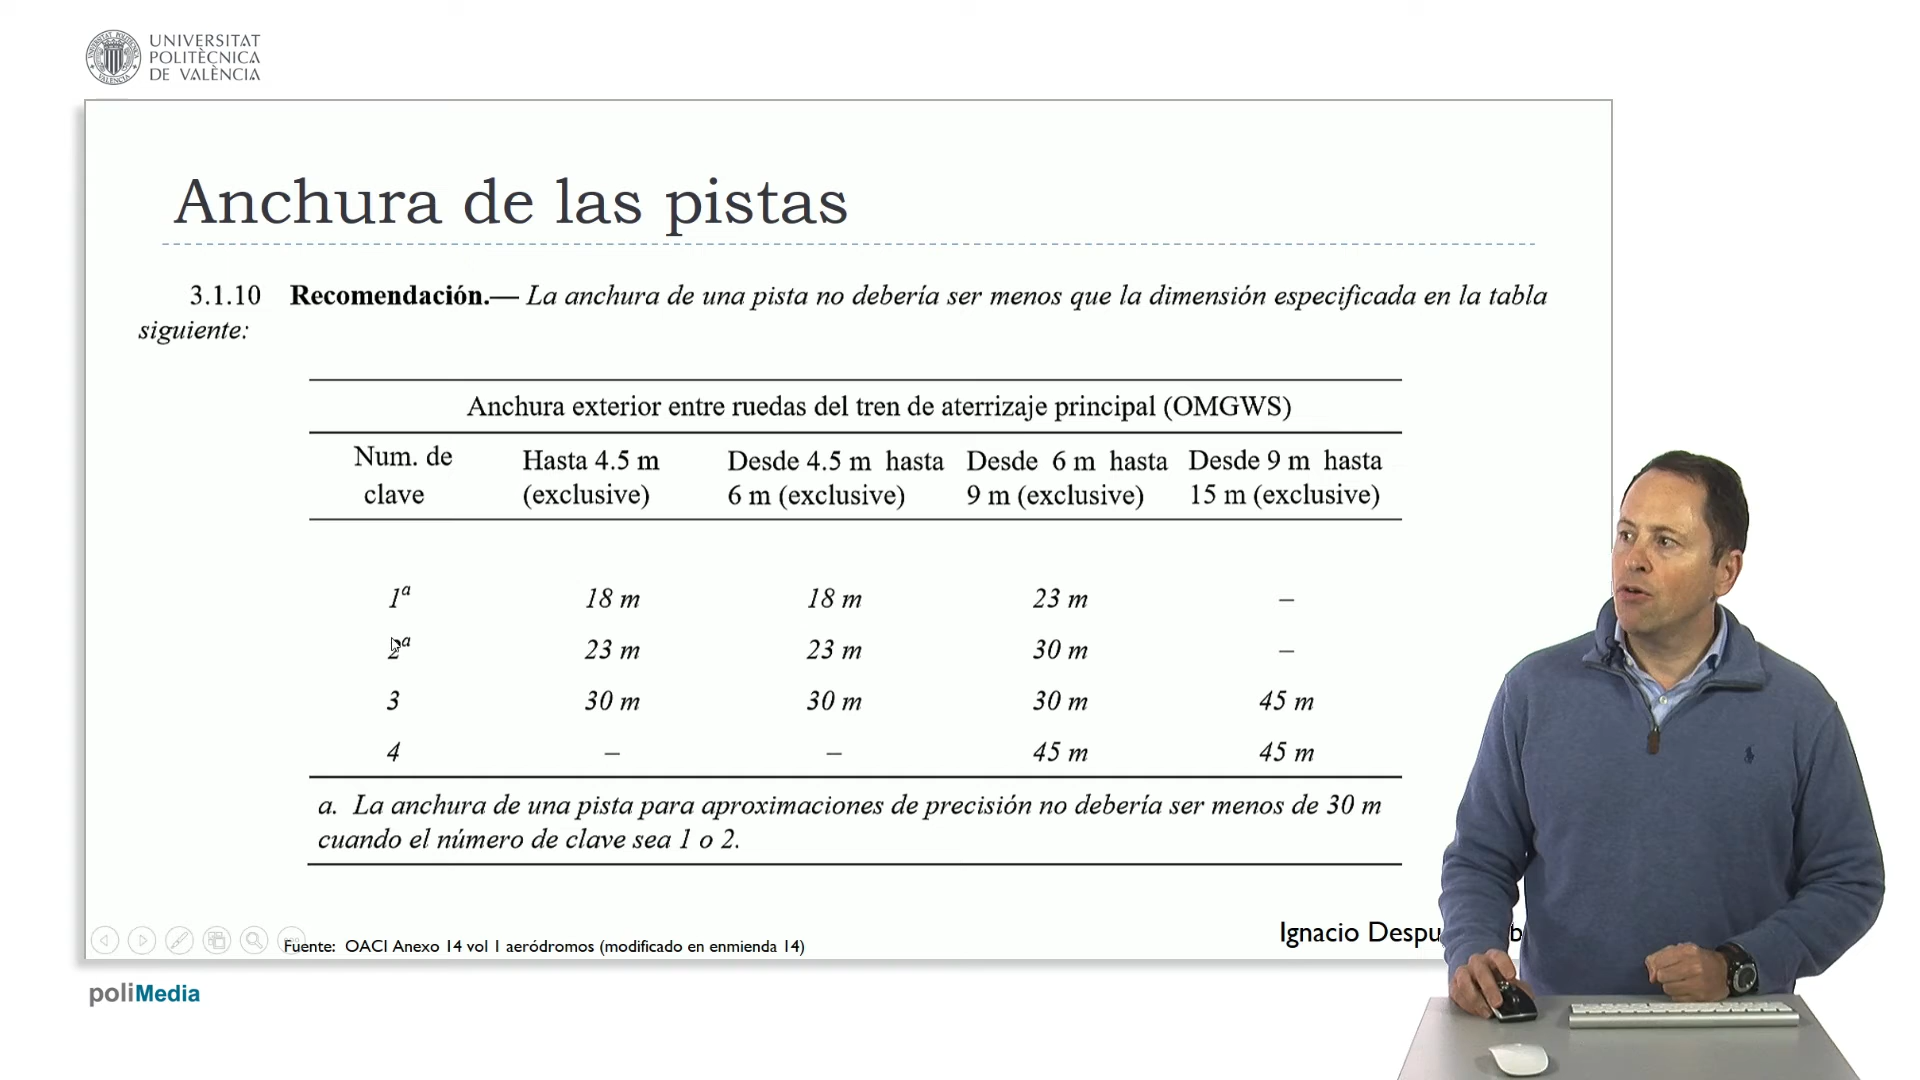 UNIVERSITAT
POLITÈCNICA
DE VALÈNCIA
Anchura de las pistas
3.1.10 Recomendación.— La anchura de una pista no debería ser menos que la dimensión especificada en la tabla
siguiente:
Anchura exterior entre ruedas del tren de aterrizaje principal (OMGWS)
Num. de clave Hasta 4.5 m (exclusive) Desde 4.5 m hasta 6 m (exclusive) Desde 6 m hasta 9 m (exclusive) Desde 9 m hasta 15 m (exclusive)
1ª 18 m 18 m 23 m –
2ª 23 m 23 m 30 m –
3 30 m 30 m 30 m 45 m
4 – – 45 m 45 m
a. La anchura de una pista para aproximaciones de precisión no debería ser menos de 30 m
cuando el número de clave sea 1 o 2.
Fuente: OACI Anexo 14 vol 1 aeródromos (modificado en enmienda 14)
Ignacio
poliMedia